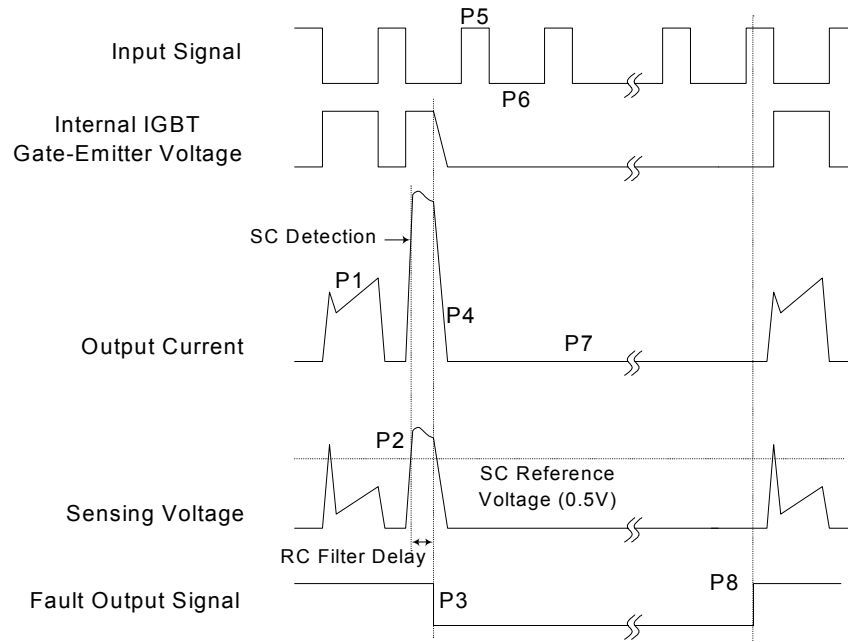 P5
Input Signal
P6
Internal IGBT
Gate-Emitter Voltage
SC Detection
P1
P4
Output Current
P7
P2
SC Reference
Voltage (0.5V)
Sensing Voltage
RC Filter Delay
P8
Fault Output Signal
P3